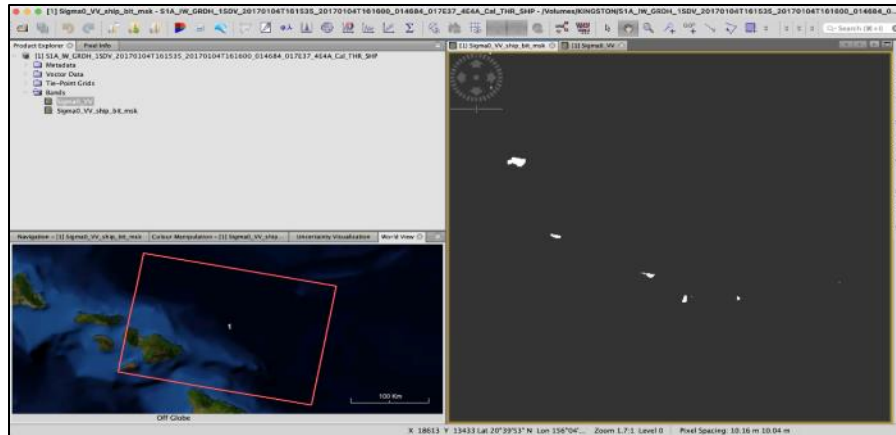 [1] Sigma0_VV_ship_bit_msk - S1A_IW_GRDH_1SDV_20170104T161535_20170104T161600_014684_017E37_4E4A_Cal_THR_SHP - /Volumes/KINGSTON/S1A_IW_GRDH_1SDV_20170104T161535_20170104T161600_014684_0
Search (⌘+I)
Product Explorer Pixel Info
[1] S1A_IW_GRDH_1SDV_20170104T161535_20170104T161600_014684_017E37_4E4A_Cal_THR_SHP
Metadata
Vector Data
Tie-Point Grids
Bands
Sigma0_VV
Sigma0_VV_ship_bit_msk
[1] Sigma0_VV_ship_bit_msk [1] Sigma0_VV
Navigation - [1] Sigma0_VV_ship_bit_msk Colour Manipulation - [1] Sigma0_VV_ship... Uncertainty Visualisation World View
1
100 Km
Off Globe
X 18613 Y 13433 Lat 20°39'53" N Lon 156°04'... Zoom 1.7:1 Level 0 Pixel Spacing: 10.16 m 10.04 m